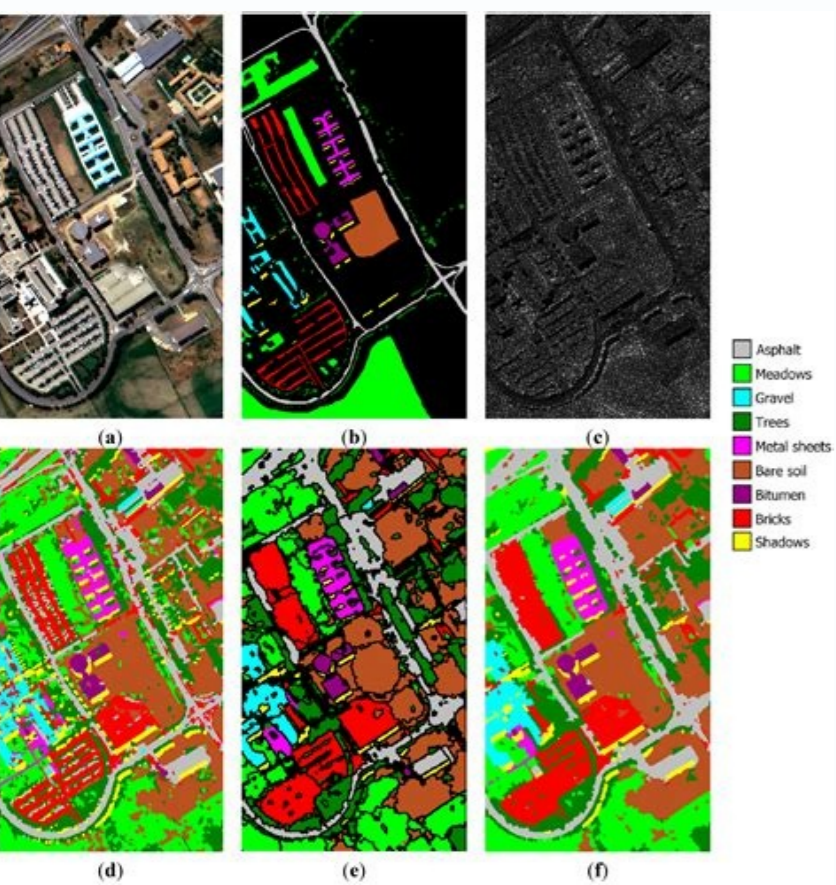 (a)
(b)
(c)
Asphalt
Meadows
Gravel
Trees
Metal sheets
Bare soil
Bitumen
Bricks
Shadows
(d)
(e)
(f)